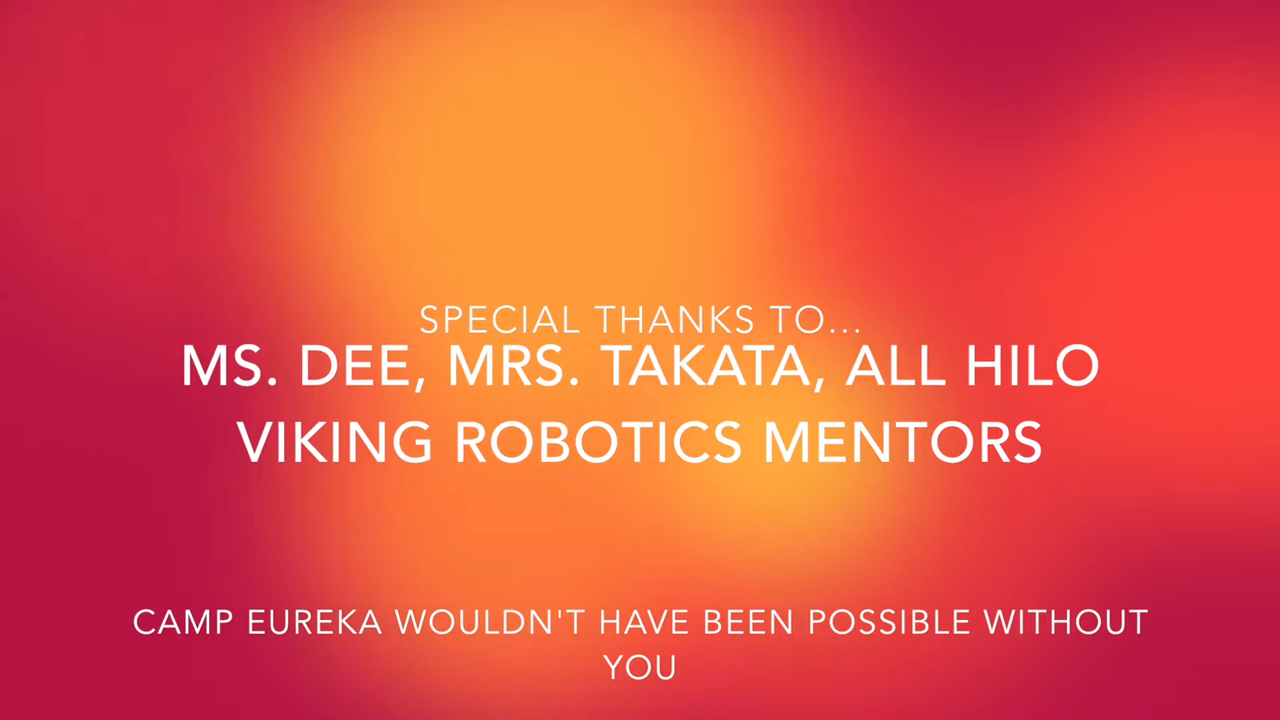 SPECIAL THANKS TO...
MS. DEE, MRS. TAKATA, ALL HILO
VIKING ROBOTICS MENTORS
CAMP EUREKA WOULDN'T HAVE BEEN POSSIBLE WITHOUT
YOU